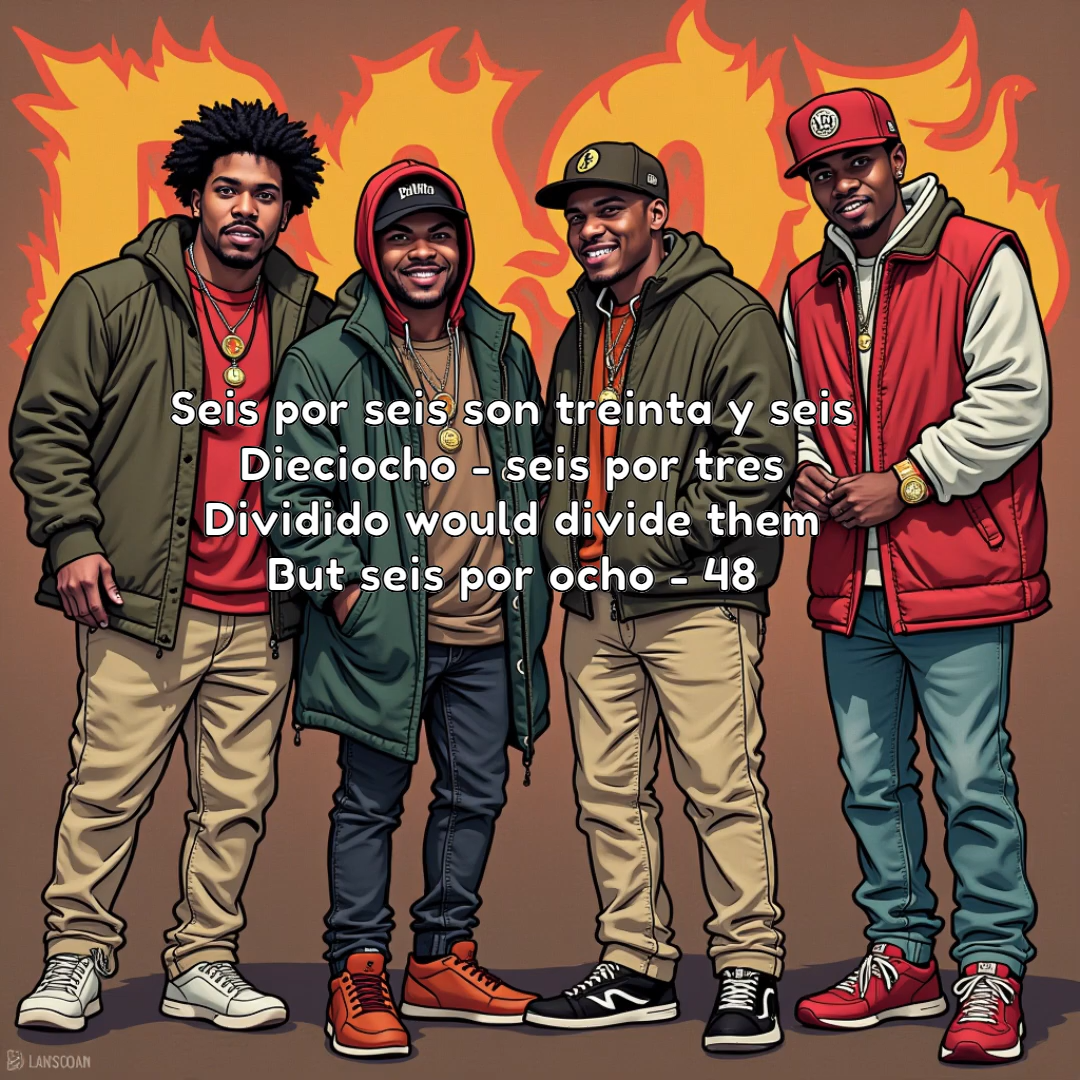 Seis por seis son treinta y seis
Dieciocho - seis por tres
Dividido would divide them
But seis por ocho - 48
LANSCOAN